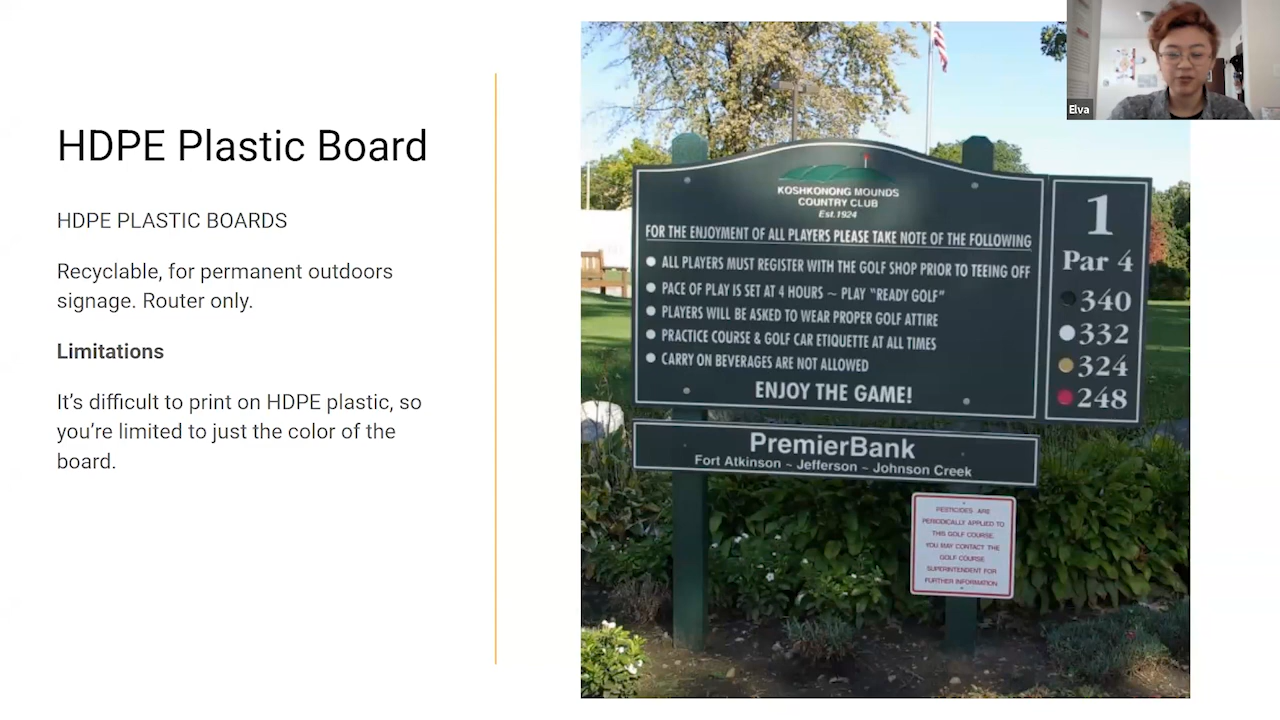 HDPE Plastic Board
HDPE PLASTIC BOARDS
Recyclable, for permanent outdoors
signage. Router only.
Limitations
It's difficult to print on HDPE plastic, so
you're limited to just the color of the
board.
KOSHKONONG MOUNDS
COUNTRY CLUB
Est.1924
FOR THE ENJOYMENT OF ALL PLAYERS PLEASE TAKE NOTE OF THE FOLLOWING
• ALL PLAYERS MUST REGISTER WITH THE GOLF SHOP PRIOR TO TEEING OFF
• PACE OF PLAY IS SET AT 4 HOURS ~ PLAY "READY GOLF"
• PLAYERS WILL BE ASKED TO WEAR PROPER GOLF ATTIRE
• PRACTICE COURSE & GOLF CAR ETIQUETTE AT ALL TIMES
• CARRY ON BEVERAGES ARE NOT ALLOWED
ENJOY THE GAME!
1
Par 4
340
332
324
248
PremierBank
Fort Atkinson ~ Jefferson ~ Johnson Creek
PESTICIDES ARE
PERIODICALLY APPLIED TO
THIS GOLF COURSE.
YOU MAY CONTACT THE
GOLF COURSE
SUPERINTENDENT FOR
FURTHER INFORMATION
Elva